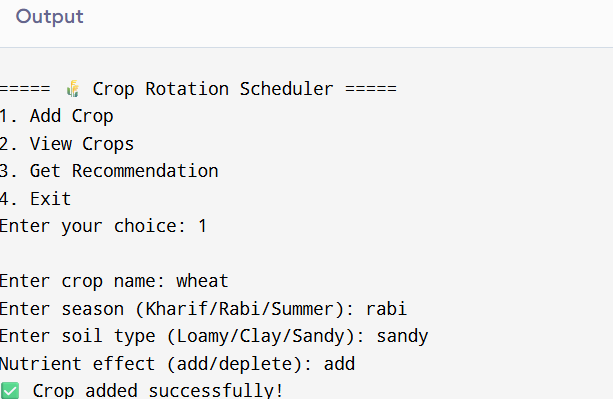 Output
===== 🌾 Crop Rotation Scheduler =====
1. Add Crop
2. View Crops
3. Get Recommendation
4. Exit
Enter your choice: 1
Enter crop name: wheat
Enter season (Kharif/Rabi/Summer): rabi
Enter soil type (Loamy/Clay/Sandy): sandy
Nutrient effect (add/deplete): add
✅ Crop added successfully!